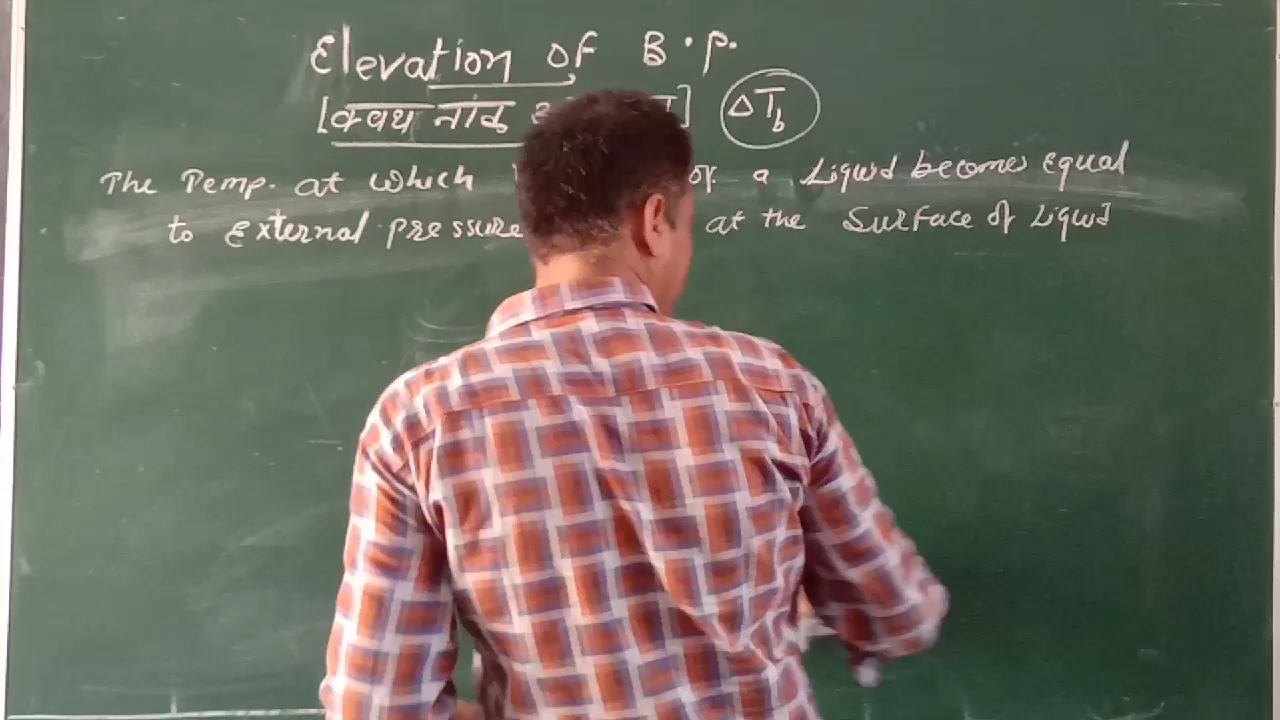 Elevation of B.P.
[क्वथनांक ΔTb
The Temp. at which of a Liquid becomes Equal
to External pressure at the Surface of Liquid